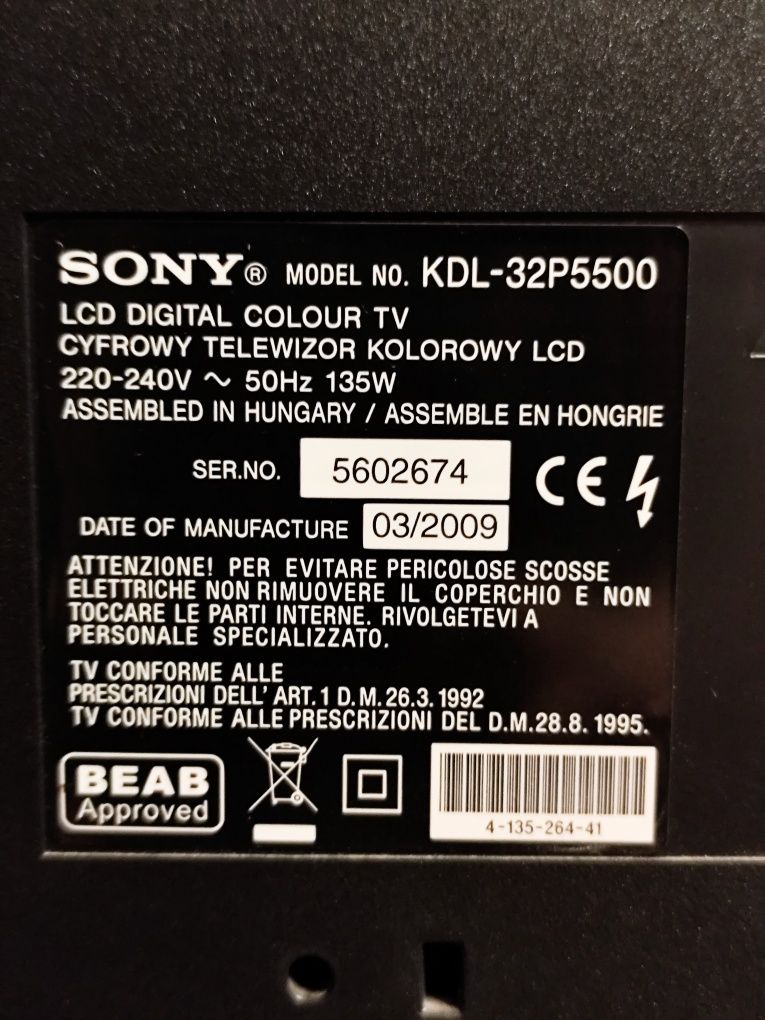 SONY® MODEL NO. KDL-32P5500
LCD DIGITAL COLOUR TV
CYFROWY TELEWIZOR KOLOROWY LCD
220-240V ~ 50Hz 135W
ASSEMBLED IN HUNGARY / ASSEMBLE EN HONGRIE
SER.NO. 5602674 CE
DATE OF MANUFACTURE 03/2009
ATTENZIONE! PER EVITARE PERICOLOSE SCOSSE
ELETTRICHE NON RIMUOVERE IL COPERCHIO E NON
TOCCARE LE PARTI INTERNE. RIVOLGETEVI A
PERSONALE SPECIALIZZATO.
TV CONFORME ALLE
PRESCRIZIONI DELL' ART.1 D.M.26.3.1992
TV CONFORME ALLE PRESCRIZIONI DEL D.M.28.8.1995.
BEAB
Approved
4-135-264-41